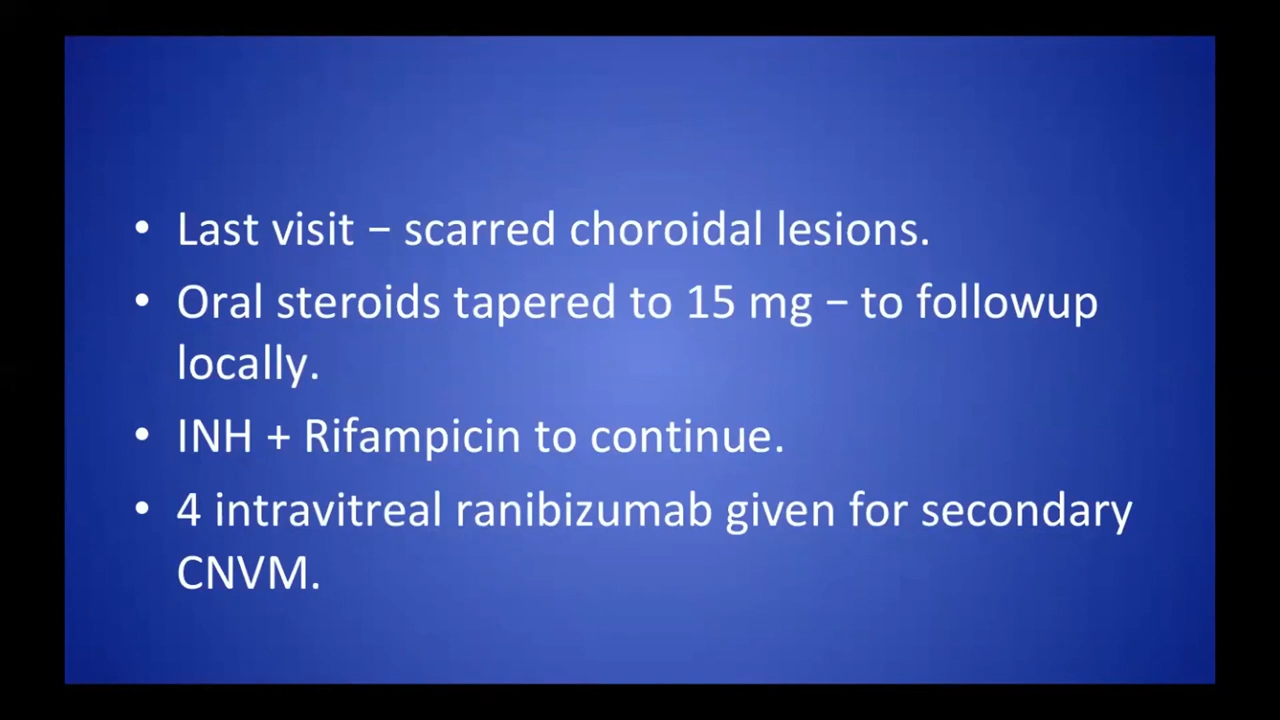 • Last visit – scarred choroidal lesions.
• Oral steroids tapered to 15 mg – to followup
locally.
• INH + Rifampicin to continue.
• 4 intravitreal ranibizumab given for secondary
CNVM.